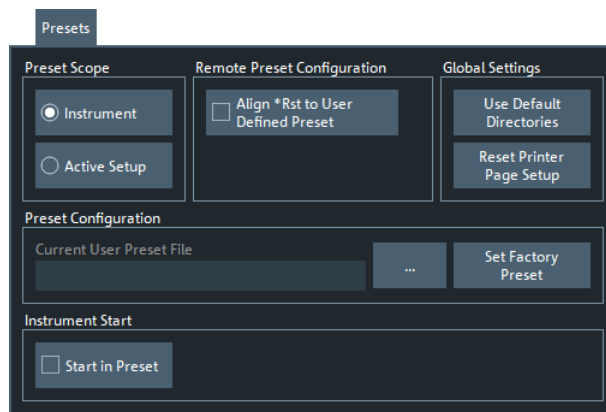 Presets
Preset Scope
Remote Preset Configuration
Global Settings
Instrument
Align *Rst to User
Defined Preset
Use Default
Directories
Active Setup
Reset Printer
Page Setup
Preset Configuration
Current User Preset File
...
Set Factory
Preset
Instrument Start
Start in Preset